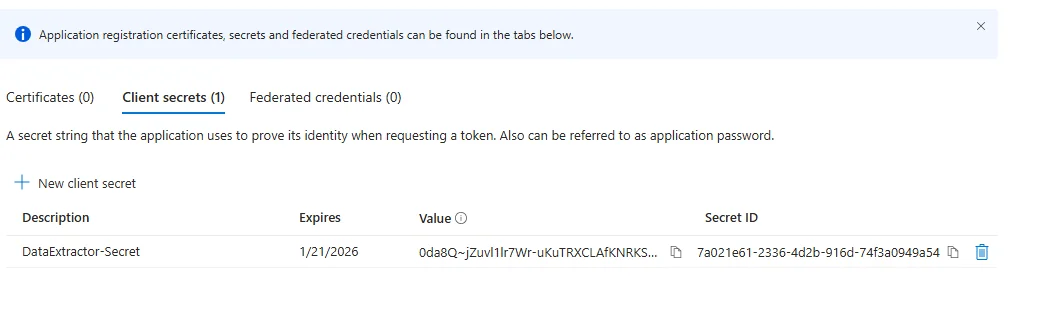 Application registration certificates, secrets and federated credentials can be found in the tabs below.
Certificates (0) Client secrets (1) Federated credentials (0)
A secret string that the application uses to prove its identity when requesting a token. Also can be referred to as application password.
New client secret
Description Expires Value Secret ID
DataExtractor-Secret 1/21/2026 0da8Q~jZuvl1lr7Wr-uKuTRXCLAfKNRKS... 7a021e61-2336-4d2b-916d-74f3a0949a54